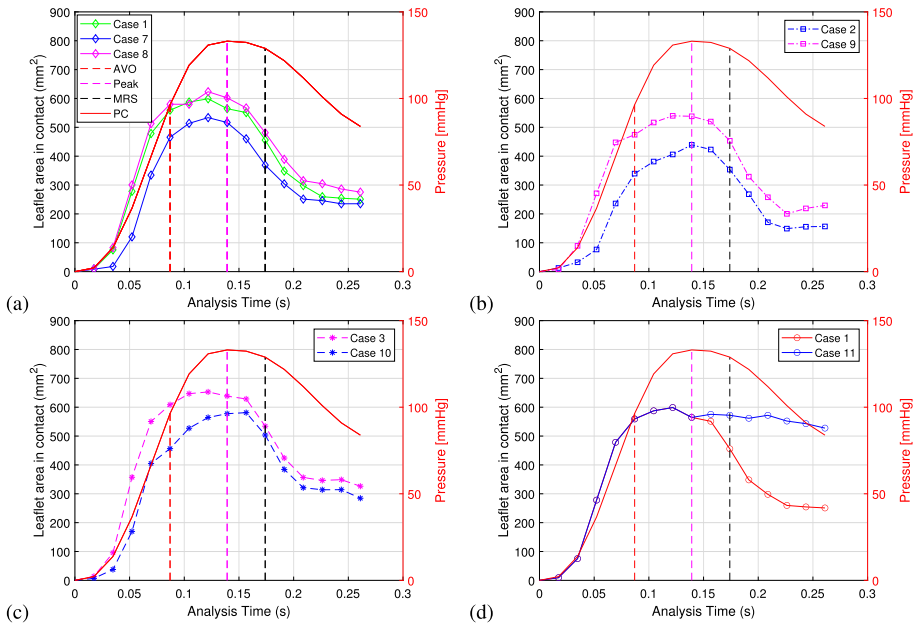 900
800
700
600
500
400
300
200
100
0
Leaflet area in contact (mm²)
Case 1
Case 7
Case 8
AVO
Peak
MRS
PC
150
100
50
0
Pressure [mmHg]
0 0.05 0.1 0.15 0.2 0.25 0.3
Analysis Time (s)
(a)
900
800
700
600
500
400
300
200
100
0
Leaflet area in contact (mm²)
Case 2
Case 9
150
100
50
0
Pressure [mmHg]
0 0.05 0.1 0.15 0.2 0.25 0.3
Analysis Time (s)
(b)
900
800
700
600
500
400
300
200
100
0
Leaflet area in contact (mm²)
Case 3
Case 10
150
100
50
0
Pressure [mmHg]
0 0.05 0.1 0.15 0.2 0.25 0.3
Analysis Time (s)
(c)
900
800
700
600
500
400
300
200
100
0
Leaflet area in contact (mm²)
Case 1
Case 11
150
100
50
0
Pressure [mmHg]
0 0.05 0.1 0.15 0.2 0.25 0.3
Analysis Time (s)
(d)